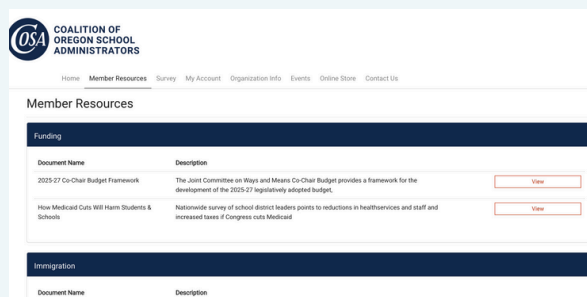 COSA
COALITION OF
OREGON SCHOOL
ADMINISTRATORS
Home Member Resources Survey My Account Organization Info Events Online Store Contact Us
Member Resources
Funding
Document Name Description
2025-27 Co-Chair Budget Framework The Joint Committee on Ways and Means Co-Chair Budget provides a framework for the View
development of the 2025-27 legislatively adopted budget,
How Medicaid Cuts Will Harm Students & Nationwide survey of school district leaders points to reductions in healthservices and staff and View
Schools increased taxes if Congress cuts Medicaid
Immigration
Document Name Description